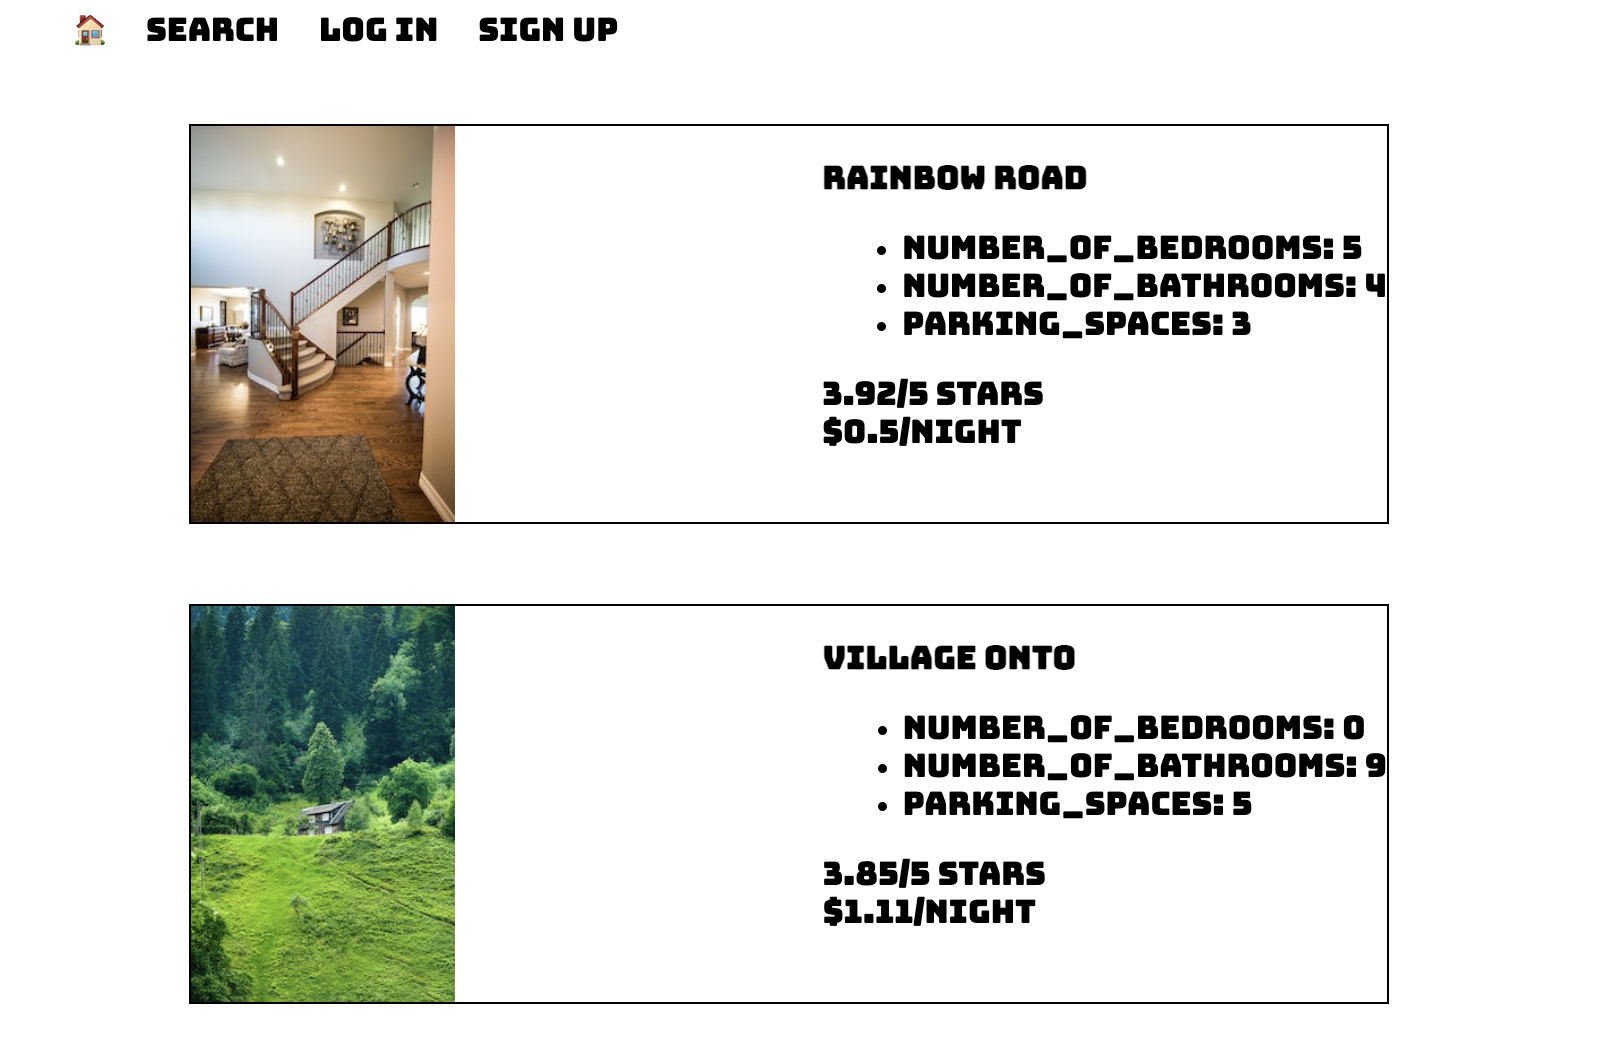 SEARCH LOG IN SIGN UP
RAINBOW ROAD
NUMBER_OF_BEDROOMS: 5
NUMBER_OF_BATHROOMS: 4
PARKING_SPACES: 3
3.92/5 STARS
$0.5/NIGHT
VILLAGE ONTO
NUMBER_OF_BEDROOMS: 0
NUMBER_OF_BATHROOMS: 9
PARKING_SPACES: 5
3.85/5 STARS
$1.11/NIGHT